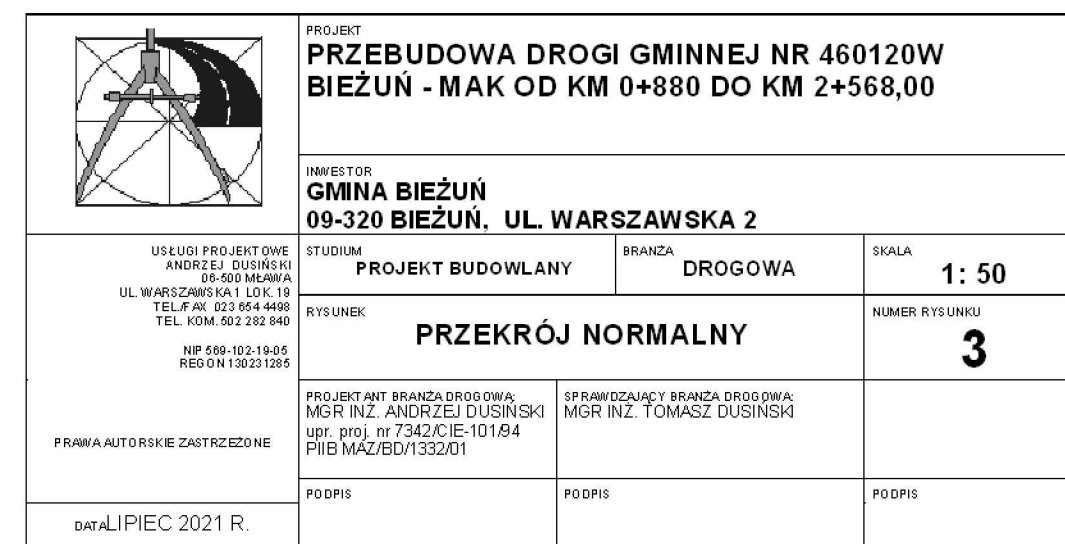 PROJEKT
PRZEBUDOWA DROGI GMINNEJ NR 460120W
BIEŻUŃ - MAK OD KM 0+880 DO KM 2+568,00
INWESTOR
GMINA BIEŻUŃ
09-320 BIEŻUŃ, UL. WARSZAWSKA 2
USŁUGI PROJEKTOWE
ANDRZEJ DUSIŃSKI
06-500 MŁAWA
UL. WARSZAWSKA 1 LOK. 19
TEL./FAX 023 654 4498
TEL. KOM. 502 282 840
NIP 569-102-19-05
REGON 130231285
STUDIUM
PROJEKT BUDOWLANY
BRANŻA
DROGOWA
SKALA
1: 50
RYSUNEK
PRZEKRÓJ NORMALNY
NUMER RYSUNKU
3
PRAWA AUTORSKIE ZASTRZEŻONE
PROJEKTANT BRANŻA DROGOWA:
MGR INŻ. ANDRZEJ DUSIŃSKI
upr. proj. nr 7342/CIE-101/94
PIIB MAZ/BD/1332/01
SPRAWDZAJĄCY BRANŻA DROGOWA:
MGR INŻ. TOMASZ DUSIŃSKI
DATA LIPIEC 2021 R.
PODPIS
PODPIS
PODPIS